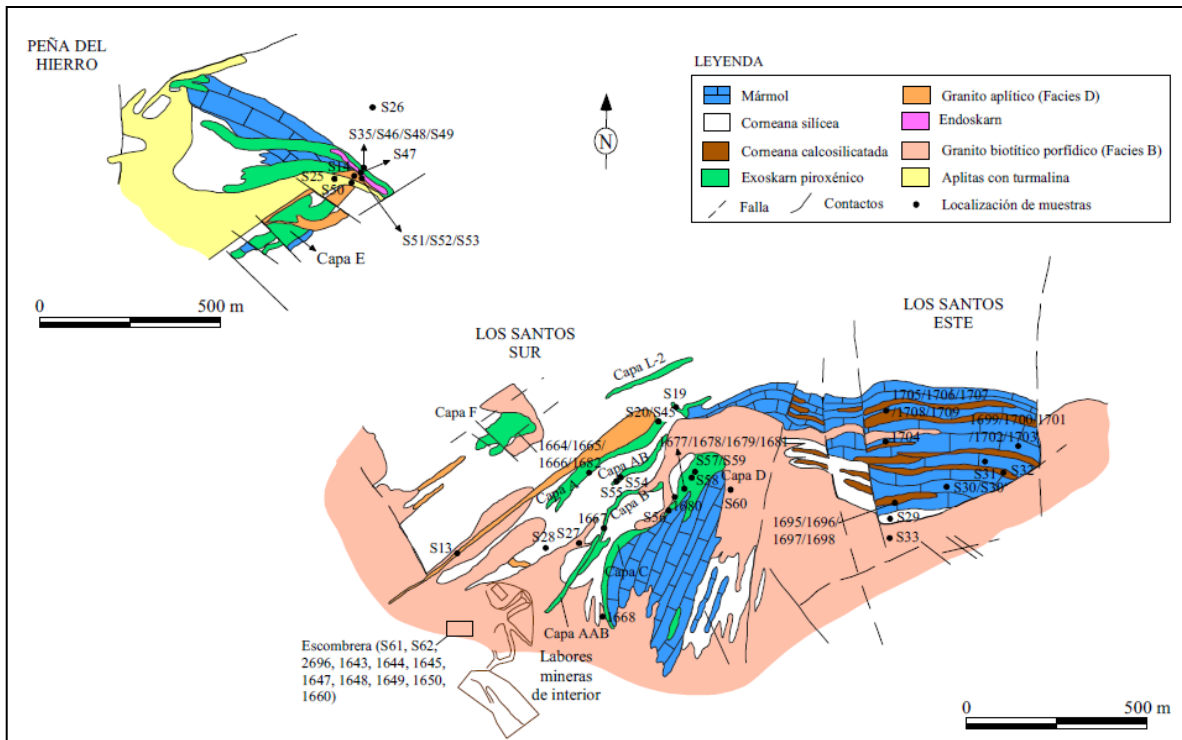 PEÑA DEL
HIERRO
S26
S35/S46/S48/S49
S47
S14
S25
S50
S51/S52/S53
Capa E
0 500 m
N
LEYENDA
Mármol
Corneana silícea
Corneana calcosilicatada
Exoskarn piroxénico
Falla
Contactos
Granito aplítico (Facies D)
Endoskarn
Granito biotítico porfídico (Facies B)
Aplitas con turmalina
Localización de muestras
LOS SANTOS
SUR
LOS SANTOS
ESTE
Capa L-2
S19
S20/S45
Capa F
1664/1665/
1666/1682
Capa AB
Capa A
1677/1678/1679/1681
S57/S59
S58
Capa D
S54
S55
Capa B
1680
S60
S56
1667
S27
S28
S13
Capa C
1668
Capa AAB
1705/1706/1707
/1708/1709
1699/1700/1701
/1702/1703
1704
S31
S32
S30/S30
1695/1696/
1697/1698
S29
S33
Escombrera (S61, S62,
2696, 1643, 1644, 1645,
1647, 1648, 1649, 1650,
1660)
Labores
mineras
de interior
0 500 m